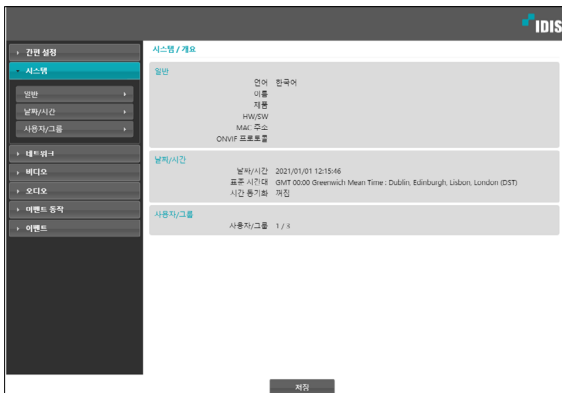 IDIS
간편 설정
시스템
일반
날짜/시간
사용자/그룹
네트워크
비디오
오디오
이벤트 동작
이벤트
시스템 / 개요
일반
언어 한국어
이름
제품
HW/SW
MAC 주소
ONVIF 프로토콜
날짜/시간
날짜/시간 2021/01/01 12:15:46
표준 시간대 GMT 00:00 Greenwich Mean Time : Dublin, Edinburgh, Lisbon, London (DST)
시간 동기화 꺼짐
사용자/그룹
사용자/그룹 1 /
저장